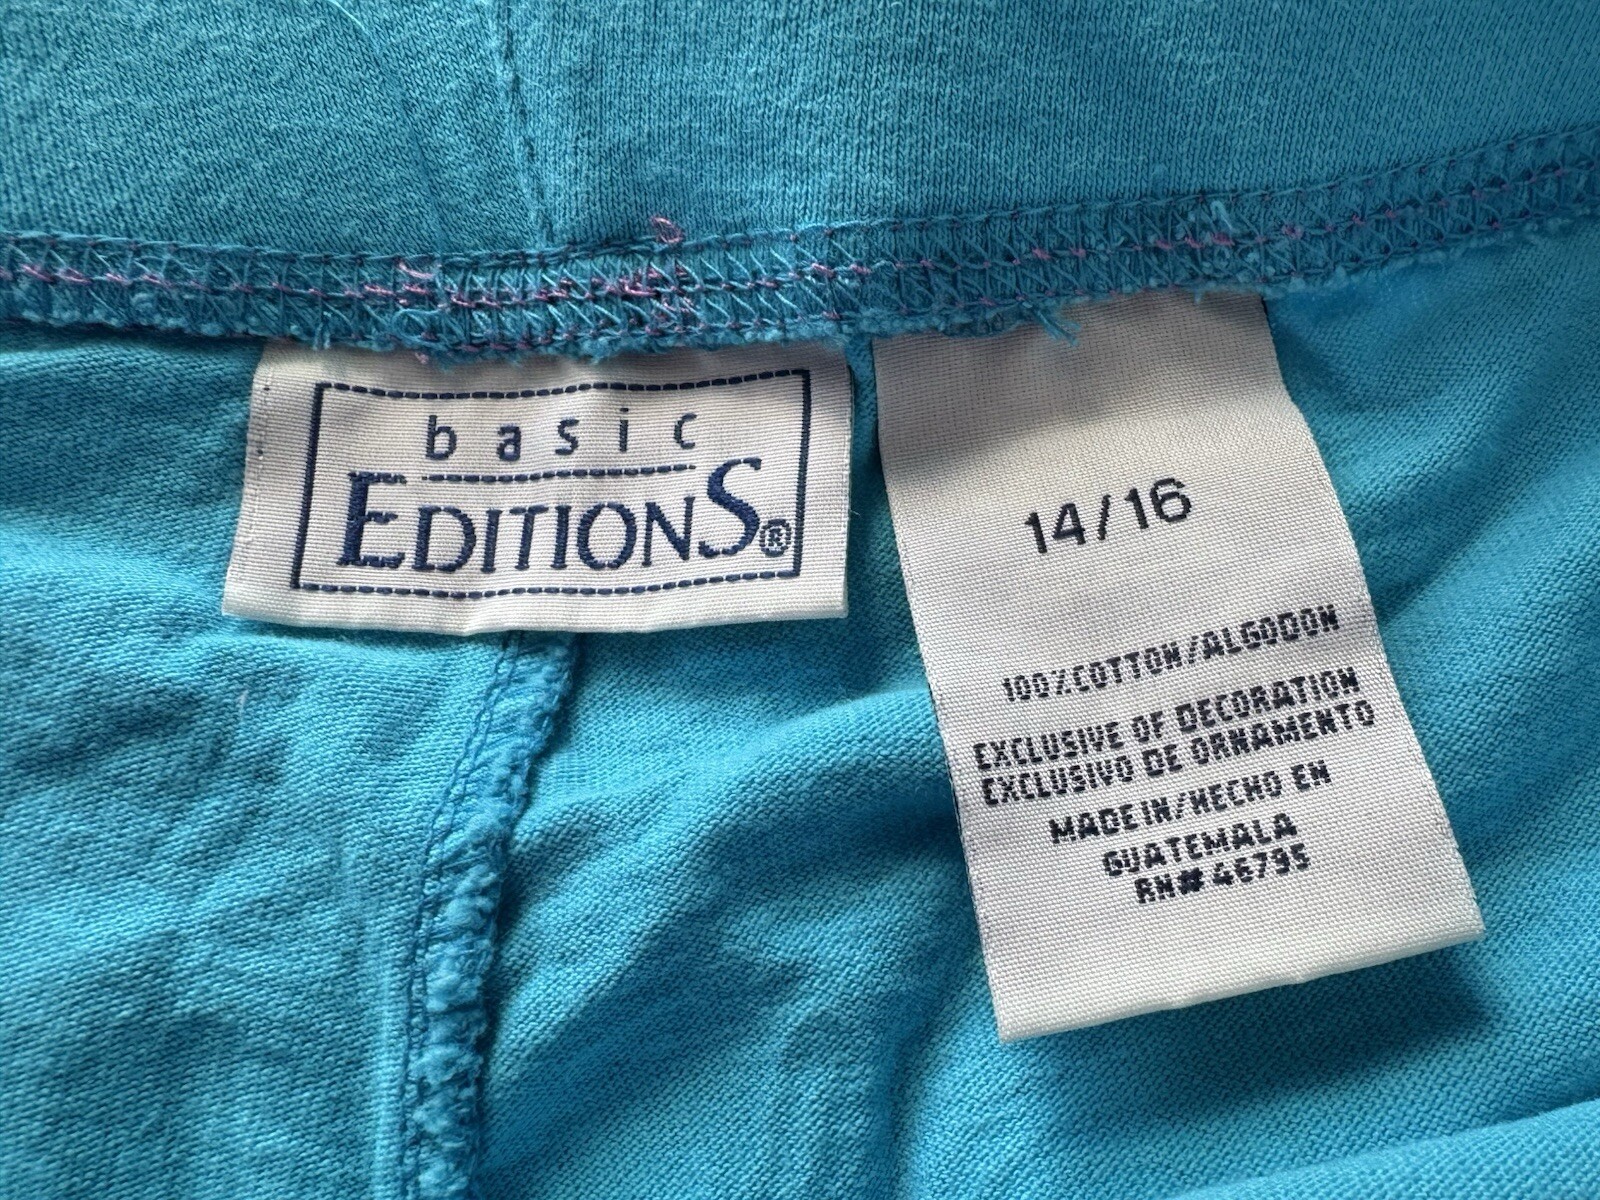 basic
EDITIONS®
14/16
100%COTTON/ALGODON
EXCLUSIVE OF DECORATION
EXCLUSIVO DE ORNAMENTO
MADE IN/HECHO EN
GUATEMALA
RN# 46795